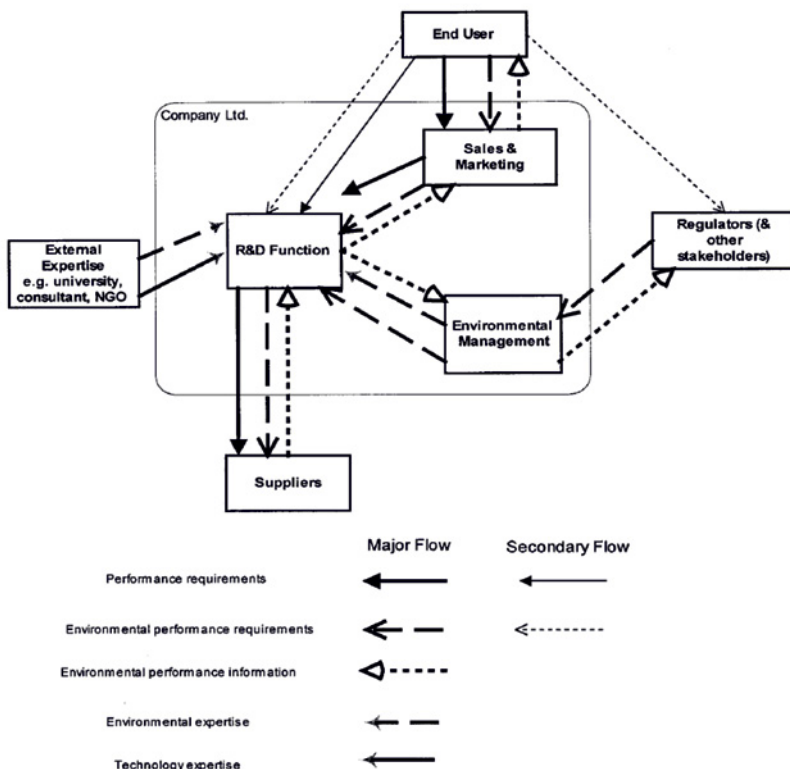 End User
Company Ltd.
Sales &
Marketing
External
Expertise
e.g. university,
consultant, NGO
R&D Function
Regulators (&
other
stakeholders)
Environmental
Management
Suppliers
Major Flow
Secondary Flow
Performance requirements
Environmental performance requirements
Environmental performance information
Environmental expertise
Technology expertise